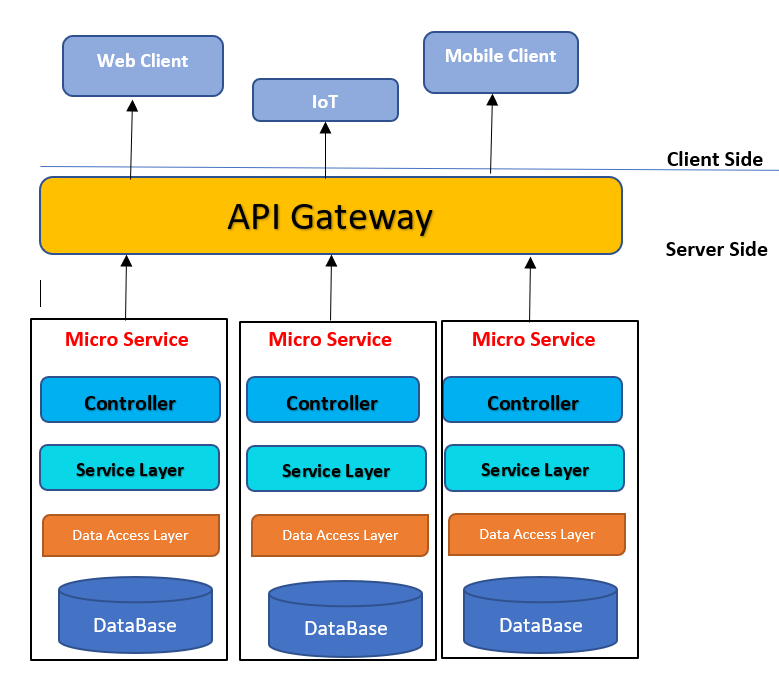 Web Client
IoT
Mobile Client
Client Side
API Gateway
Server Side
Micro Service
Micro Service
Micro Service
Controller
Controller
Controller
Service Layer
Service Layer
Service Layer
Data Access Layer
Data Access Layer
Data Access Layer
DataBase
DataBase
DataBase